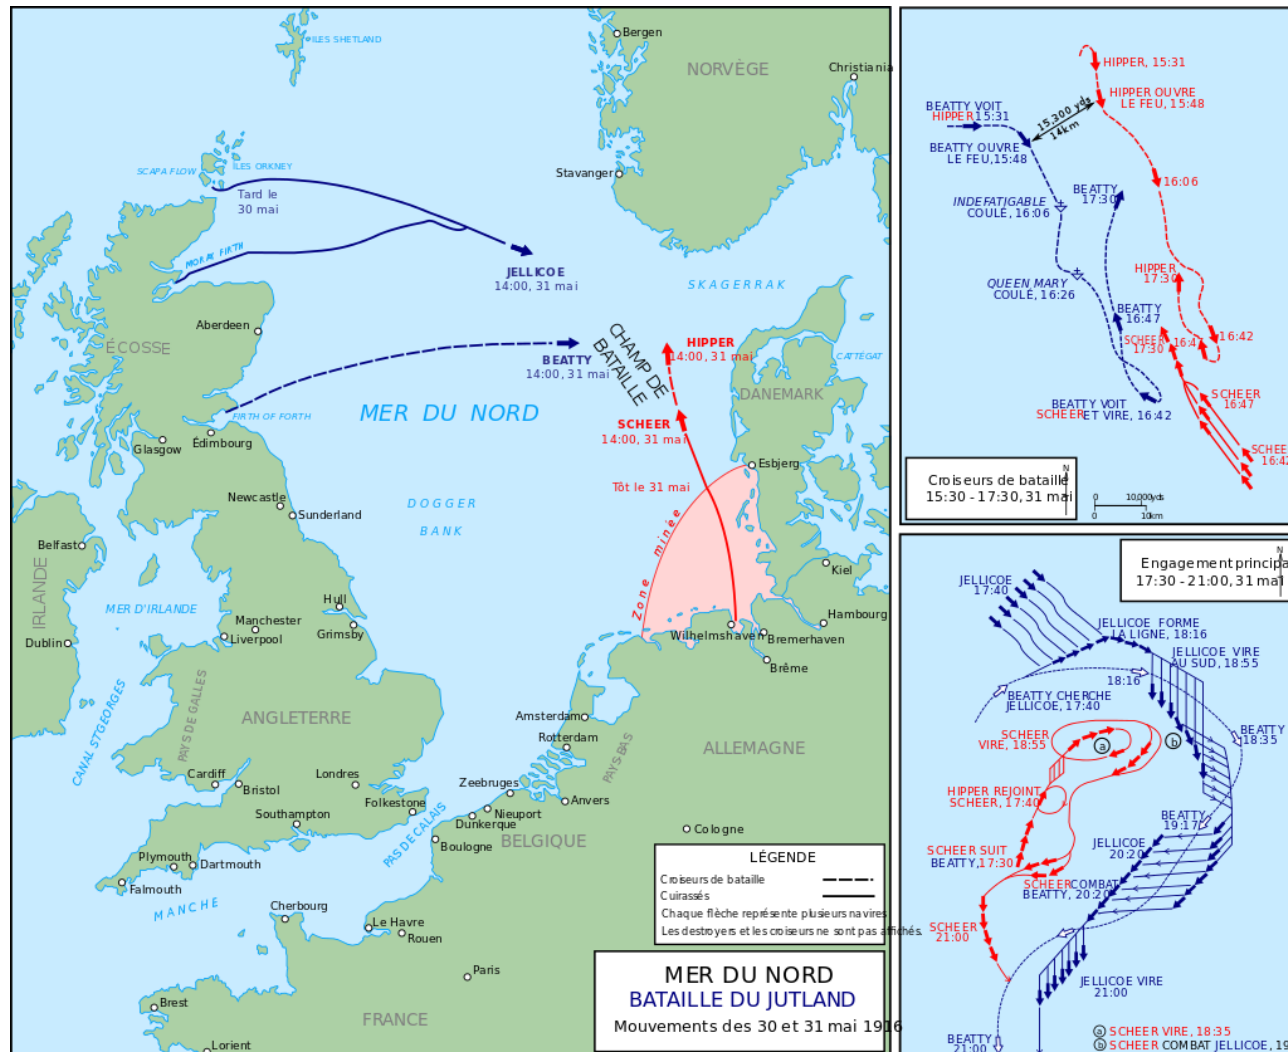 Bergen
ILES SHETLAND
NORVÈGE
Christiania
SCAPA FLOW
ILES ORKNEY
Stavanger
Tard le
30 mai
MORAY FIRTH
JELLICOE
14:00, 31 mai
SKAGERRAK
Aberdeen
ÉCOSSE
CHAMP DE
BATAILLE
HIPPER
14:00, 31 mai
BEATTY
14:00, 31 mai
CATTÉGAT
DANEMARK
MER DU NORD
FIRTH OF FORTH
SCHEER
14:00, 31 mai
Édimbourg
Glasgow
Esbjerg
Tôt le 31 mai
Newcastle
DOGGER
BANK
Sunderland
Zone minée
Belfast
IRLANDE
Kiel
MER D'IRLANDE
Hull
Hambourg
Manchester
Grimsby
Wilhelmshaven
Liverpool
Bremerhaven
Dublin
Brême
CANAL STGEORGES
PAYS DE GALLES
ANGLETERRE
Amsterdam
Rotterdam
PAYS-BAS
ALLEMAGNE
Cardiff
Bristol
Londres
Zeebruges
Anvers
Folkestone
Nieuport
Southampton
Dunkerque
PAS DE CALAIS
BELGIQUE
Cologne
Boulogne
Plymouth
Dartmouth
Falmouth
MANCHE
Cherbourg
Le Havre
Rouen
Paris
Brest
FRANCE
Lorient
LÉGENDE
Croiseurs de bataille
Cuirassés
Chaque flèche représente plusieurs navires
Les destroyers et les croiseurs ne sont pas affichés.
MER DU NORD
BATAILLE DU JUTLAND
Mouvements des 30 et 31 mai 1916
HIPPER, 15:31
HIPPER OUVRE
LE FEU, 15:48
BEATTY VOIT
HIPPER 15:31
15,300 yds
14km
BEATTY OUVRE
LE FEU, 15:48
16:06
BEATTY
17:30
INDEFATIGABLE
COULÉ, 16:06
HIPPER
17:30
QUEEN MARY
COULÉ, 16:26
BEATTY
16:47
SCHEER
17:30
16:47
16:42
SCHEER
16:47
BEATTY VOIT
SCHEER ET VIRE, 16:42
SCHEER
16:42
Croiseurs de bataille
15:30 - 17:30, 31 mai
N
0 10,000yds
0 10km
Engagement principa
17:30 - 21:00, 31 mai
N
JELLICOE
17:40
JELLICOE FORME
LA LIGNE, 18:16
JELLICOE VIRE
AU SUD, 18:55
18:16
BEATTY CHERCHE
JELLICOE, 17:40
BEATTY
18:35
SCHEER
VIRE, 18:55
a
b
HIPPER REJOINT
SCHEER, 17:40
BEATTY
19:17
JELLICOE
20:20
SCHEER SUIT
BEATTY, 17:30
SCHEER COMBAT
BEATTY, 20:20
SCHEER
21:00
JELLICOE VIRE
21:00
BEATTY
21:00
a SCHEER VIRE, 18:35
b SCHEER COMBAT JELLICOE, 19